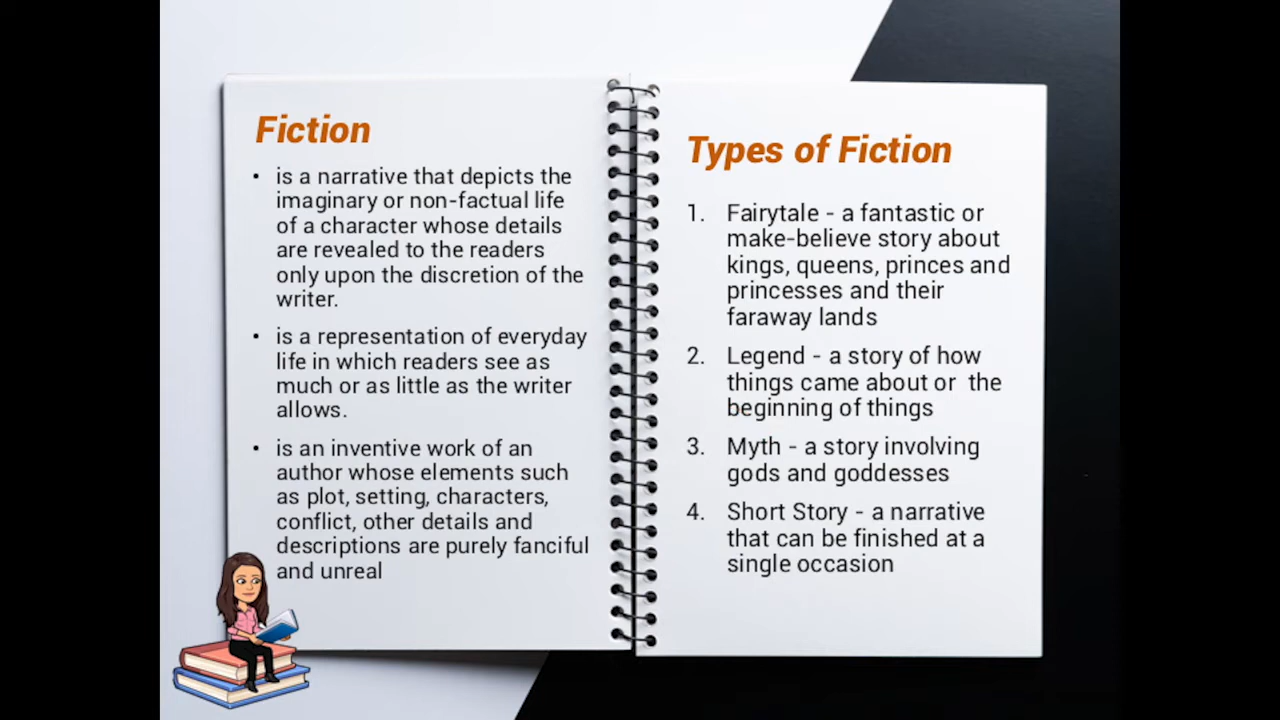 Fiction
• is a narrative that depicts the
imaginary or non-factual life
of a character whose details
are revealed to the readers
only upon the discretion of the
writer.
• is a representation of everyday
life in which readers see as
much or as little as the writer
allows.
• is an inventive work of an
author whose elements such
as plot, setting, characters,
conflict, other details and
descriptions are purely fanciful
and unreal
Types of Fiction
1. Fairytale - a fantastic or
make-believe story about
kings, queens, princes and
princesses and their
faraway lands
2. Legend - a story of how
things came about or the
beginning of things
3. Myth - a story involving
gods and goddesses
4. Short Story - a narrative
that can be finished at a
single occasion